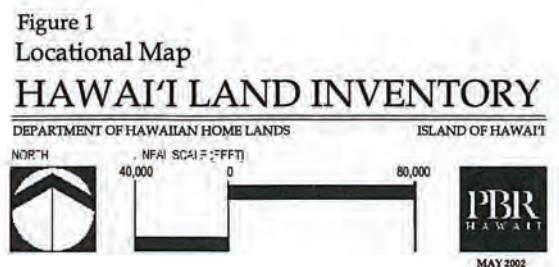 Figure 1
Locational Map
HAWAI'I LAND INVENTORY
DEPARTMENT OF HAWAIIAN HOME LANDS ISLAND OF HAWAI'I
NORTH
40,000 0 80,000
PBR
HAWAII
MAY 2002